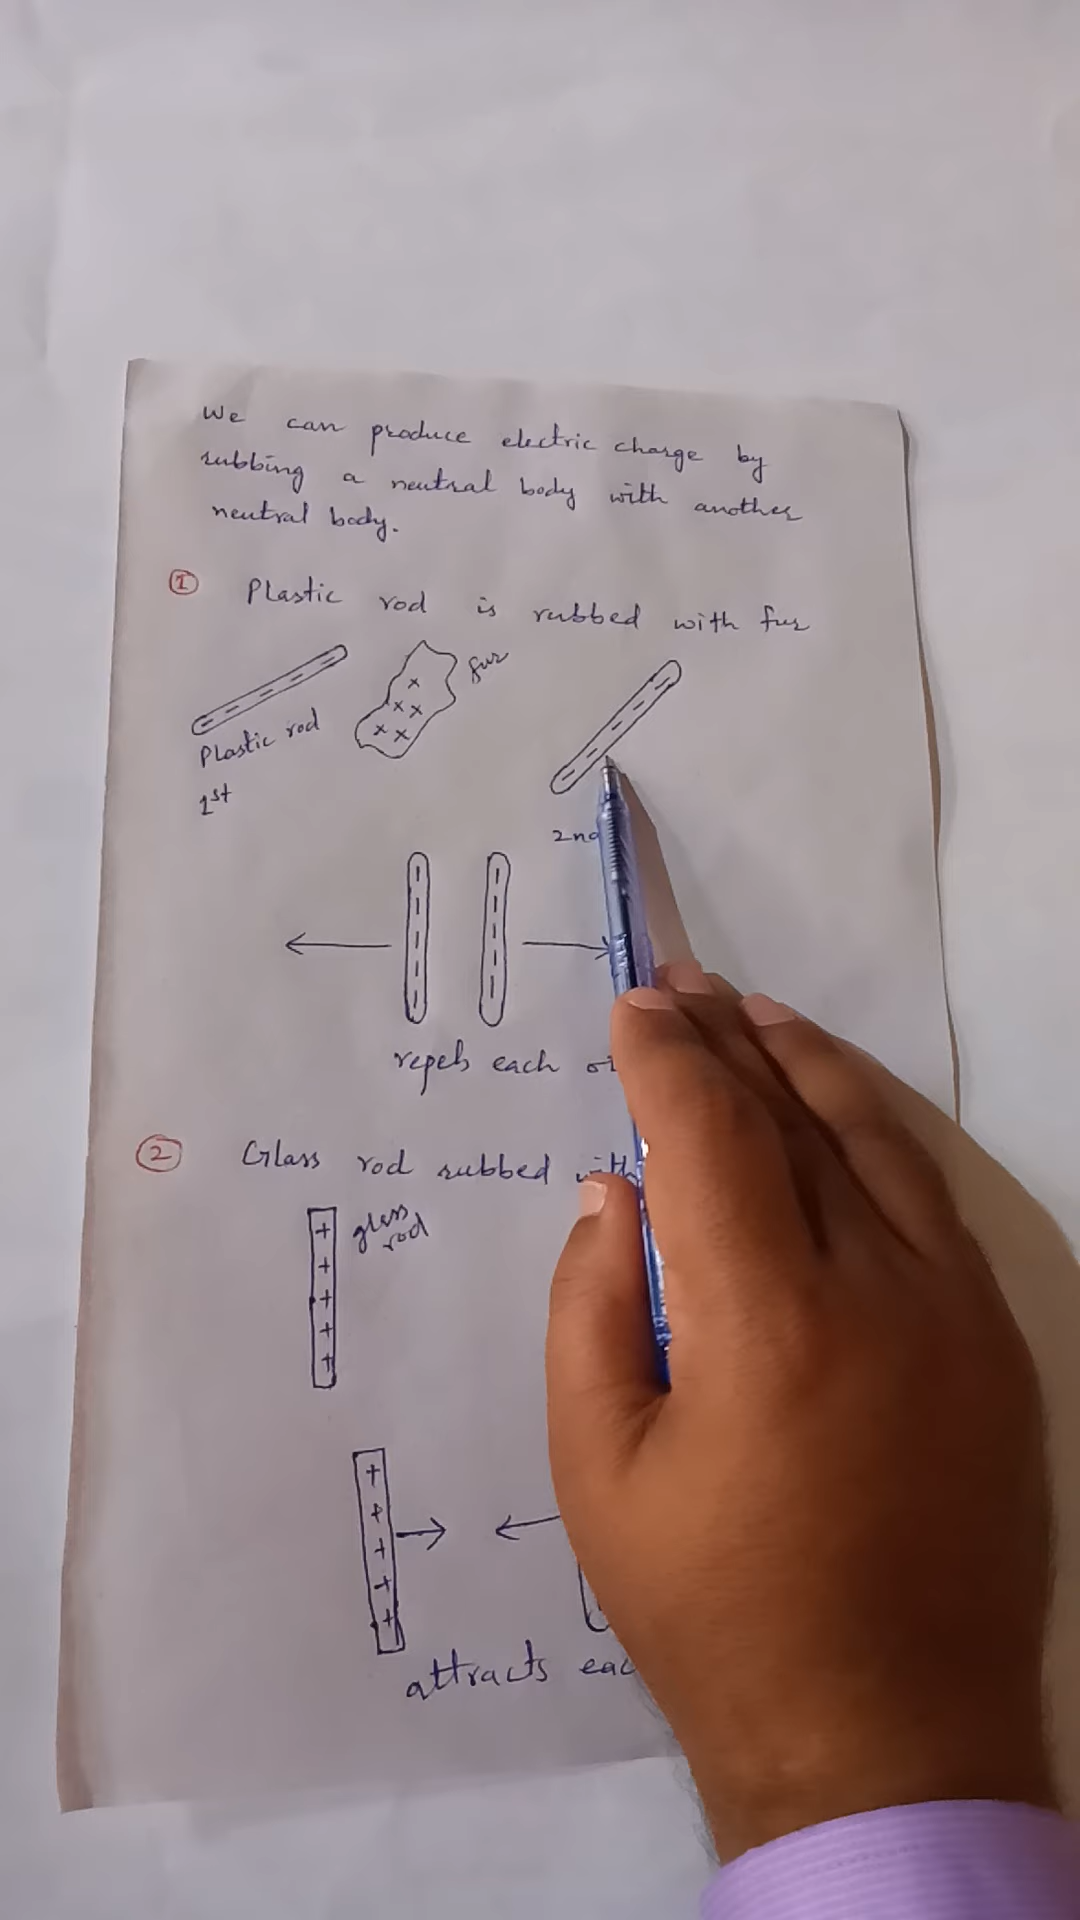 We can produce electric charge by
rubbing a neutral body with another
neutral body.
① Plastic rod is rubbed with fur
fur
Plastic rod
1st
repels each
② Glass rod rubbed with
glass
rod
attracts